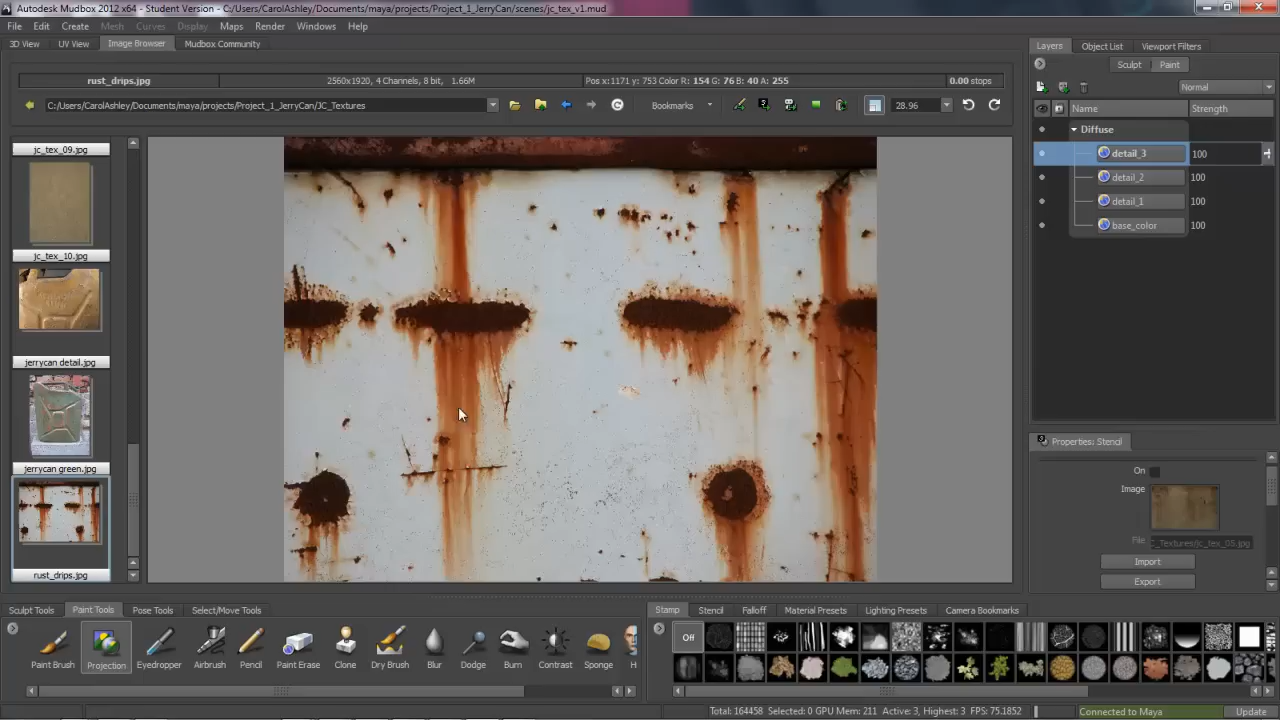 Autodesk Mudbox 2012 x64 - Student Version - C:/Users/CarolAshley/Documents/maya/projects/Project_1_JerryCan/scenes/jc_tex_v1.mud
File Edit Create Mesh Curves Display Maps Render Windows Help
3D View UV View Image Browser Mudbox Community
Layers Object List Viewport Filters
Sculpt Paint
rust_drips.jpg 2560x1920, 4 Channels, 8 bit, 1.66M Pos x:1171 y: 753 Color R: 154 G: 76 B: 40 A: 255 0.00 stops
C:/Users/CarolAshley/Documents/maya/projects/Project_1_JerryCan/JC_Textures Bookmarks 28.96
Normal
Name Strength
Diffuse
detail_3 100
detail_2 100
detail_1 100
base_color 100
jc_tex_09.jpg
jc_tex_10.jpg
jerrycan detail.jpg
jerrycan green.jpg
rust_drips.jpg
Properties: Stencil
On
Image
File C_Textures/jc_tex_05.jpg
Import
Export
Sculpt Tools Paint Tools Pose Tools Select/Move Tools
Stamp Stencil Falloff Material Presets Lighting Presets Camera Bookmarks
Off
Paint Brush Projection Eyedropper Airbrush Pencil Paint Erase Clone Dry Brush Blur Dodge Burn Contrast Sponge H
Total: 164458 Selected: 0 GPU Mem: 211 Active: 3, Highest: 3 FPS: 75.1852 Connected to Maya Update